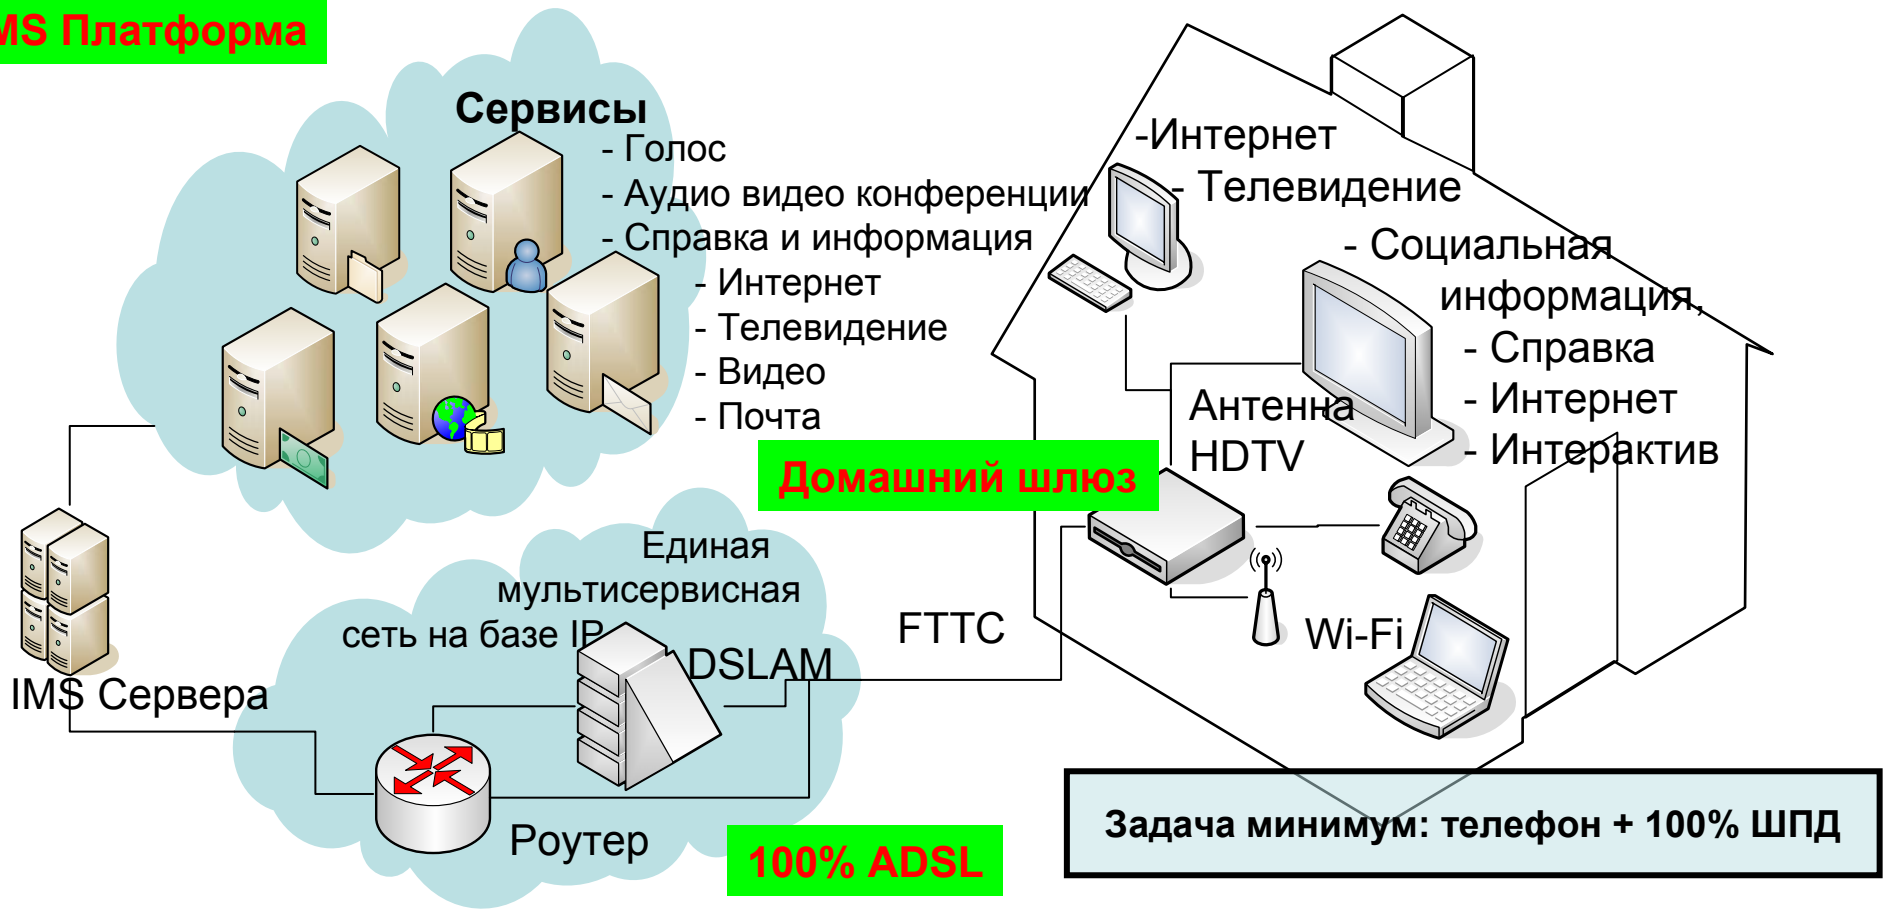 MS Платформа
Сервисы
- Голос
- Аудио видео конференции
- Справка и информация
- Интернет
- Телевидение
- Видео
- Почта
-Интернет
- Телевидение
- Социальная
информация,
- Справка
- Интернет
- Интерактив
Антенна
HDTV
Домашний шлюз
Единая
мультисервисная
сеть на базе IP
DSLAM
FTTC
Wi-Fi
IMS Сервера
Роутер
100% ADSL
Задача минимум: телефон + 100% ШПД